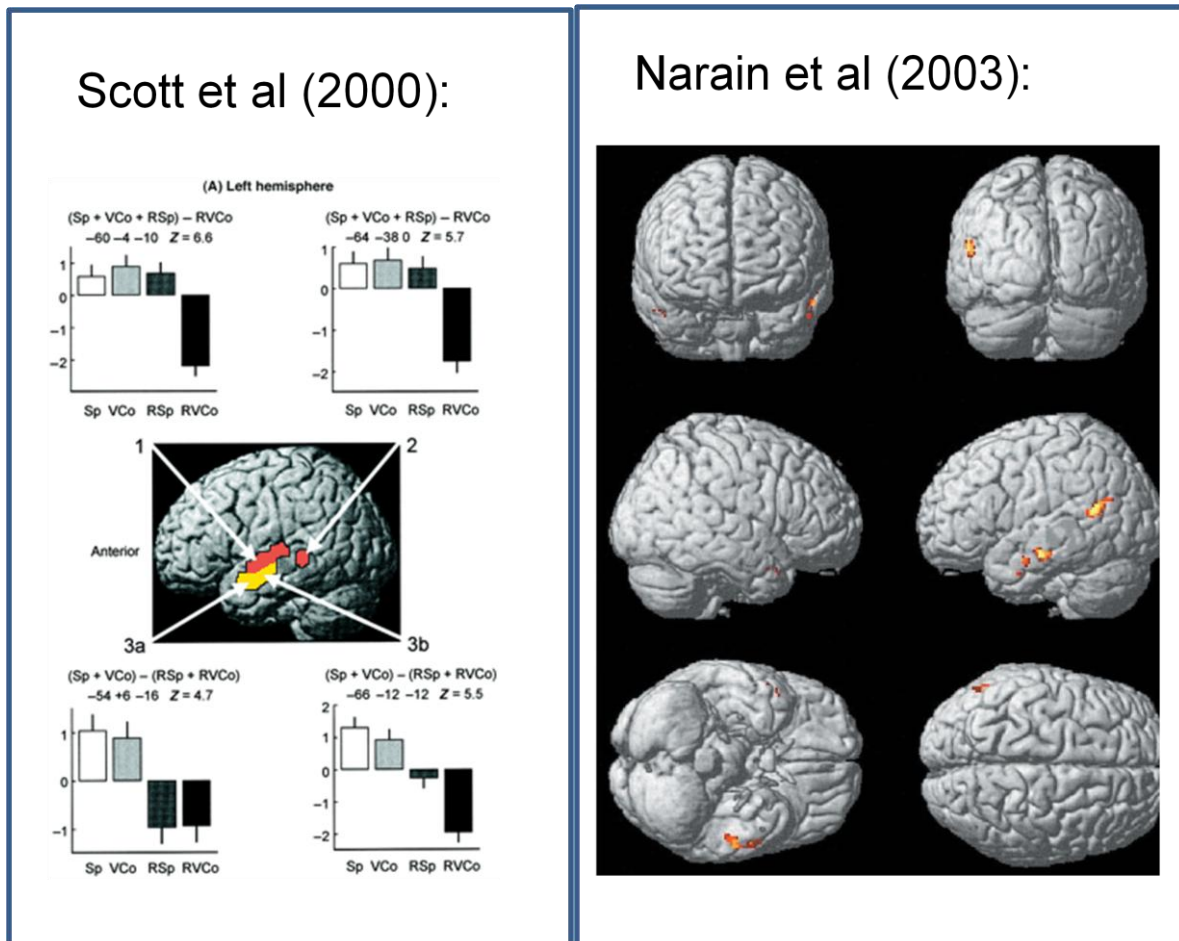 Scott et al (2000):
(A) Left hemisphere
(Sp + VCo + RSp) – RVCo
–60 –4 –10 Z = 6.6
1
0
–1
–2
Sp VCo RSp RVCo
(Sp + VCo + RSp) – RVCo
–64 –38 0 Z = 5.7
1
0
–1
–2
Sp VCo RSp RVCo
1
2
Anterior
3a
3b
(Sp + VCo) – (RSp + RVCo)
–54 +6 –16 Z = 4.7
1
0
–1
Sp VCo RSp RVCo
(Sp + VCo) – (RSp + RVCo)
–66 –12 –12 Z = 5.5
2
1
0
–1
–2
Sp VCo RSp RVCo
Narain et al (2003):